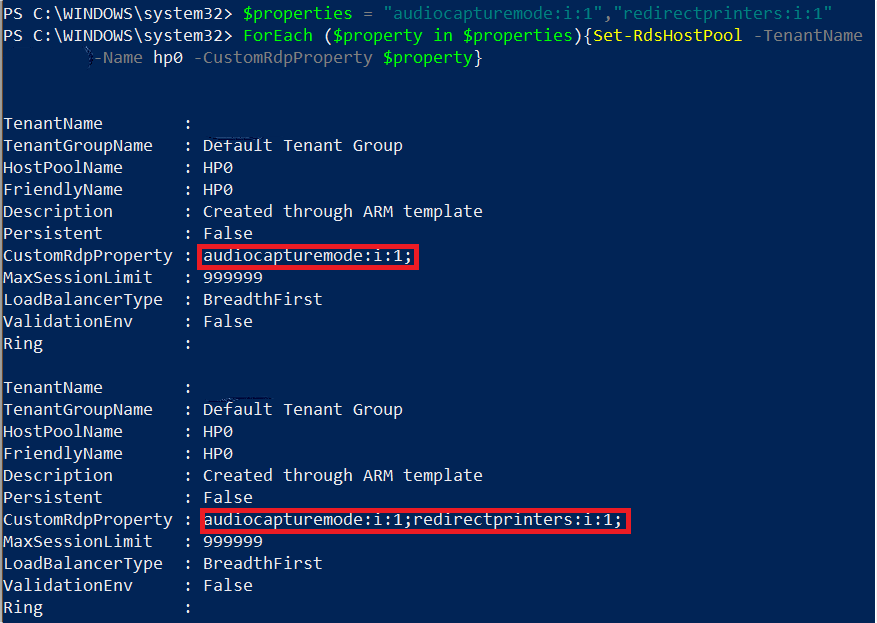 PS C:\WINDOWS\system32> $properties = "audiocapturemode:i:1","redirectprinters:i:1"
PS C:\WINDOWS\system32> ForEach ($property in $properties){Set-RdsHostPool -TenantName
-Name hp0 -CustomRdpProperty $property}
TenantName :
TenantGroupName : Default Tenant Group
HostPoolName : HP0
FriendlyName : HP0
Description : Created through ARM template
Persistent : False
CustomRdpProperty : audiocapturemode:i:1;
MaxSessionLimit : 999999
LoadBalancerType : BreadthFirst
ValidationEnv : False
Ring :
TenantName :
TenantGroupName : Default Tenant Group
HostPoolName : HP0
FriendlyName : HP0
Description : Created through ARM template
Persistent : False
CustomRdpProperty : audiocapturemode:i:1;redirectprinters:i:1;
MaxSessionLimit : 999999
LoadBalancerType : BreadthFirst
ValidationEnv : False
Ring :